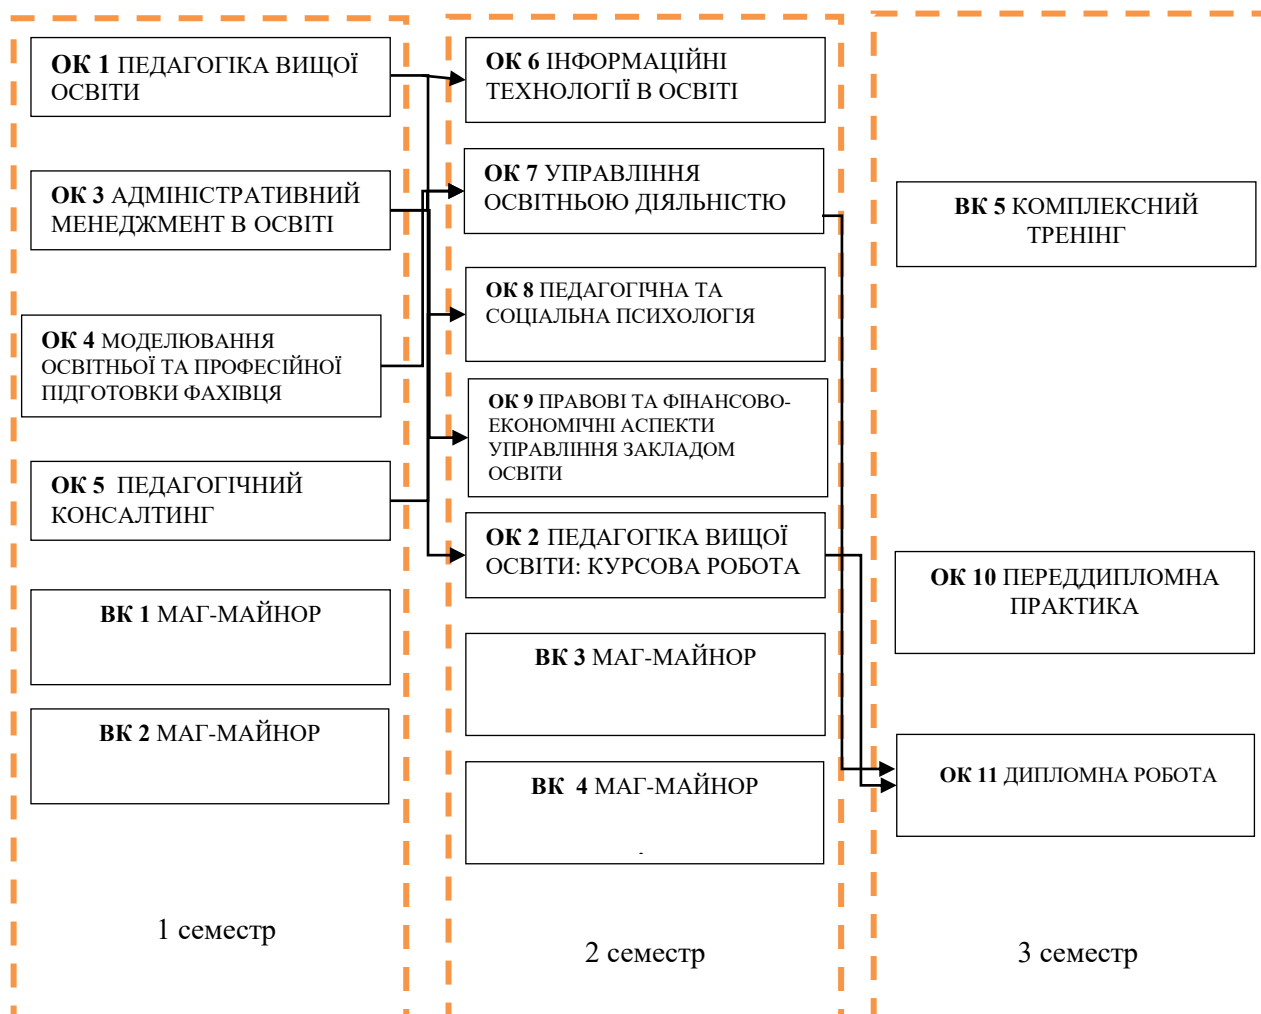 ОК 1 ПЕДАГОГІКА ВИЩОЇ
ОСВІТИ
ОК 3 АДМІНІСТРАТИВНИЙ
МЕНЕДЖМЕНТ В ОСВІТІ
ОК 4 МОДЕЛЮВАННЯ
ОСВІТНЬОЇ ТА ПРОФЕСІЙНОЇ
ПІДГОТОВКИ ФАХІВЦЯ
ОК 5 ПЕДАГОГІЧНИЙ
КОНСАЛТИНГ
ВК 1 МАГ-МАЙНОР
ВК 2 МАГ-МАЙНОР
1 семестр
ОК 6 ІНФОРМАЦІЙНІ
ТЕХНОЛОГІЇ В ОСВІТІ
ОК 7 УПРАВЛІННЯ
ОСВІТНЬОЮ ДІЯЛЬНІСТЮ
ОК 8 ПЕДАГОГІЧНА ТА
СОЦІАЛЬНА ПСИХОЛОГІЯ
ОК 9 ПРАВОВІ ТА ФІНАНСОВО-
ЕКОНОМІЧНІ АСПЕКТИ
УПРАВЛІННЯ ЗАКЛАДОМ
ОСВІТИ
ОК 2 ПЕДАГОГІКА ВИЩОЇ
ОСВІТИ: КУРСОВА РОБОТА
ВК 3 МАГ-МАЙНОР
ВК 4 МАГ-МАЙНОР
.
2 семестр
ВК 5 КОМПЛЕКСНИЙ
ТРЕНІНГ
ОК 10 ПЕРЕДДИПЛОМНА
ПРАКТИКА
ОК 11 ДИПЛОМНА РОБОТА
3 семестр